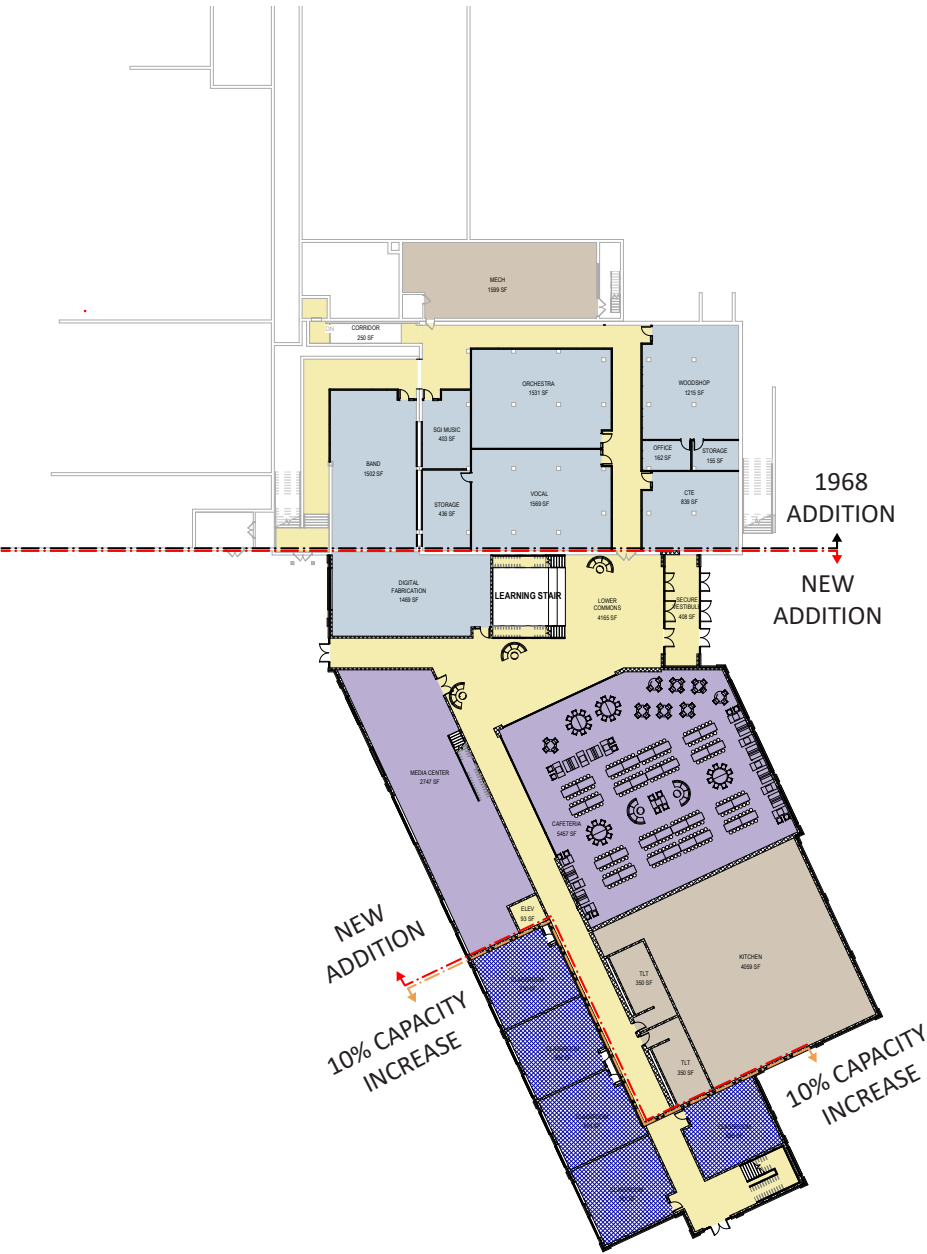 MECH
1599 SF
DN
CORRIDOR
250 SF
ORCHESTRA
1531 SF
WOODSHOP
1215 SF
SGI MUSIC
403 SF
OFFICE
162 SF
STORAGE
155 SF
BAND
1502 SF
STORAGE
436 SF
VOCAL
1569 SF
CTE
839 SF
1968
ADDITION
NEW
ADDITION
DIGITAL
FABRICATION
1469 SF
LEARNING STAIR
LOWER
COMMONS
4165 SF
SECURE
VESTIBULE
408 SF
MEDIA CENTER
2747 SF
CAFETERIA
5457 SF
ELEV
93 SF
NEW
ADDITION
10% CAPACITY
INCREASE
KITCHEN
4059 SF
TLT
350 SF
TLT
350 SF
10% CAPACITY
INCREASE